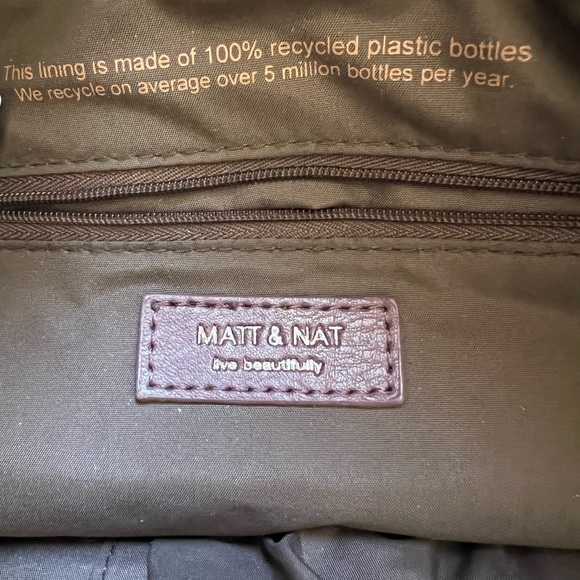 This lining is made of 100% recycled plastic bottles.
We recycle on average over 5 million bottles per year.
MATT & NAT
live beautifully